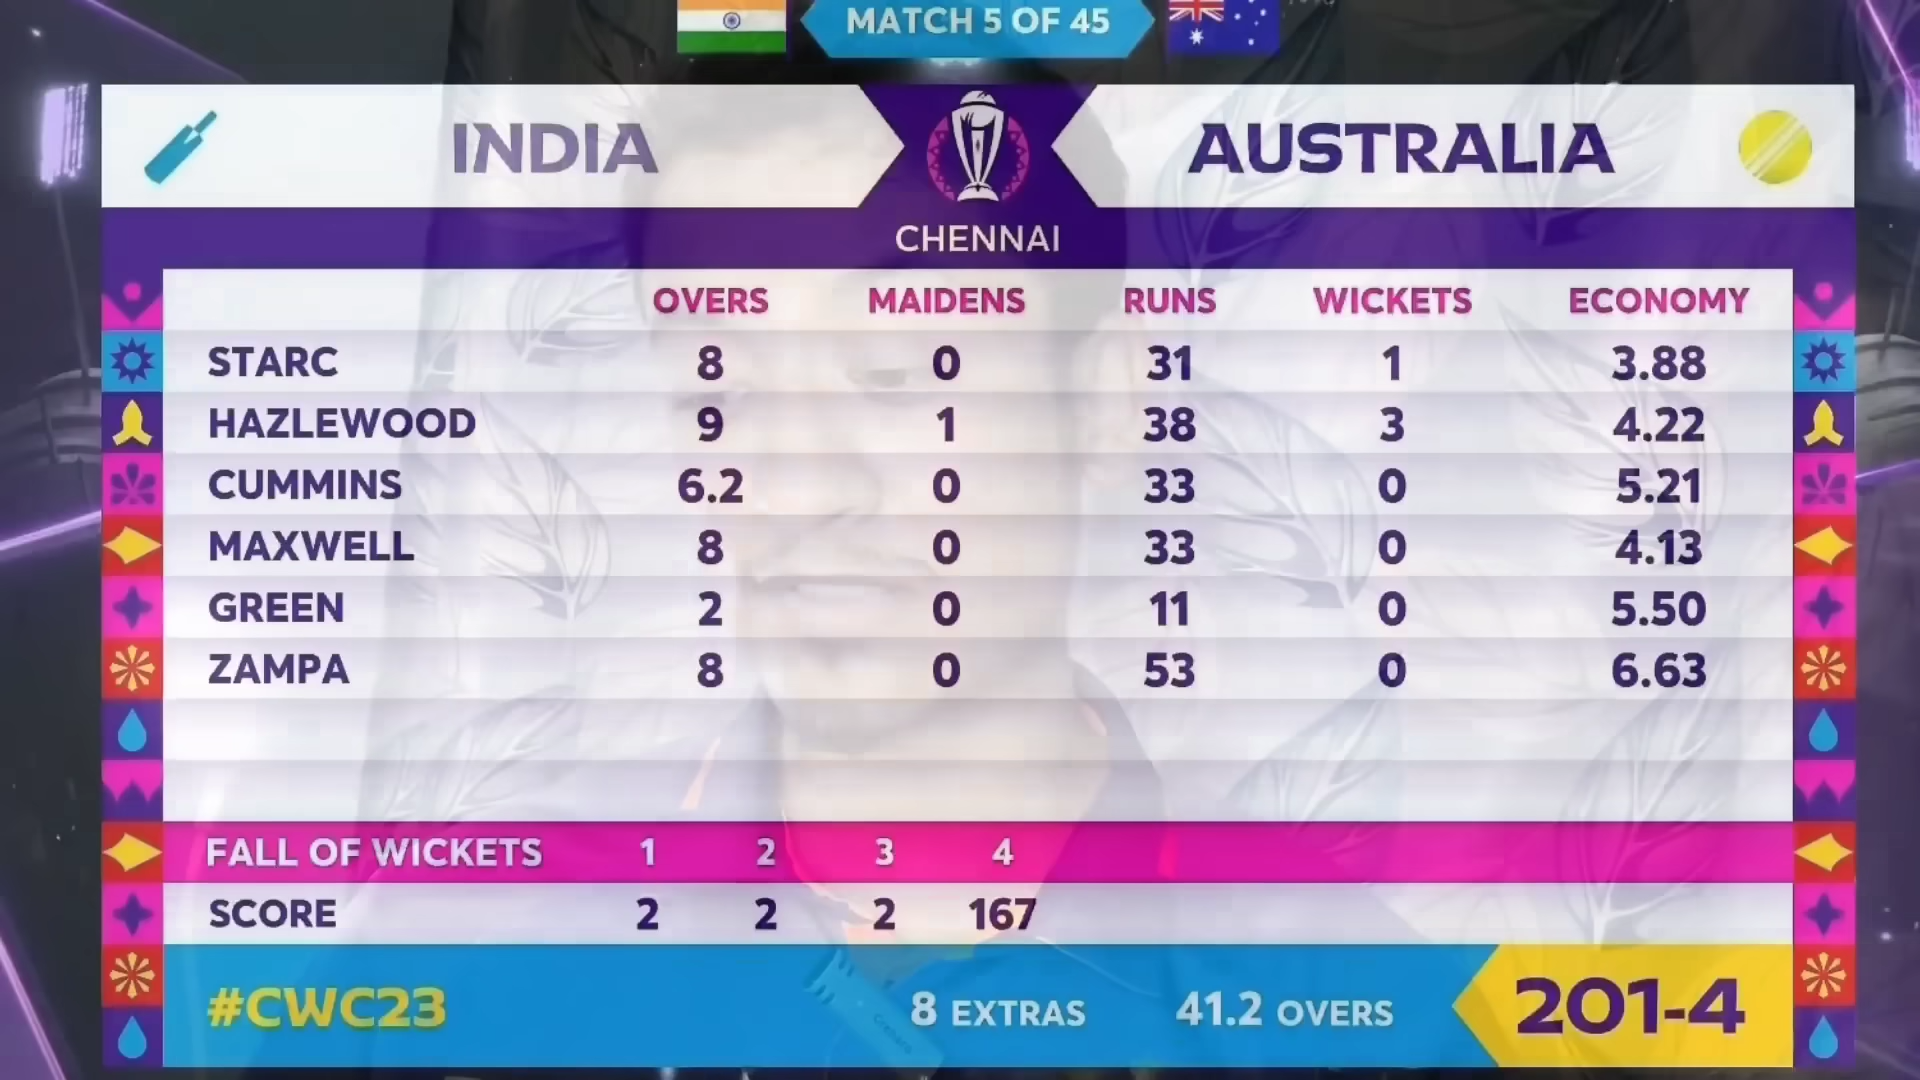 MATCH 5 OF 45
INDIA AUSTRALIA
CHENNAI
OVERS MAIDENS RUNS WICKETS ECONOMY
STARC 8 0 31 1 3.88
HAZLEWOOD 9 1 38 3 4.22
CUMMINS 6.2 0 33 0 5.21
MAXWELL 8 0 33 0 4.13
GREEN 2 0 11 0 5.50
ZAMPA 8 0 53 0 6.63
FALL OF WICKETS 1 2 3 4
SCORE 2 2 2 167
#CWC23 8 EXTRAS 41.2 OVERS 201-4